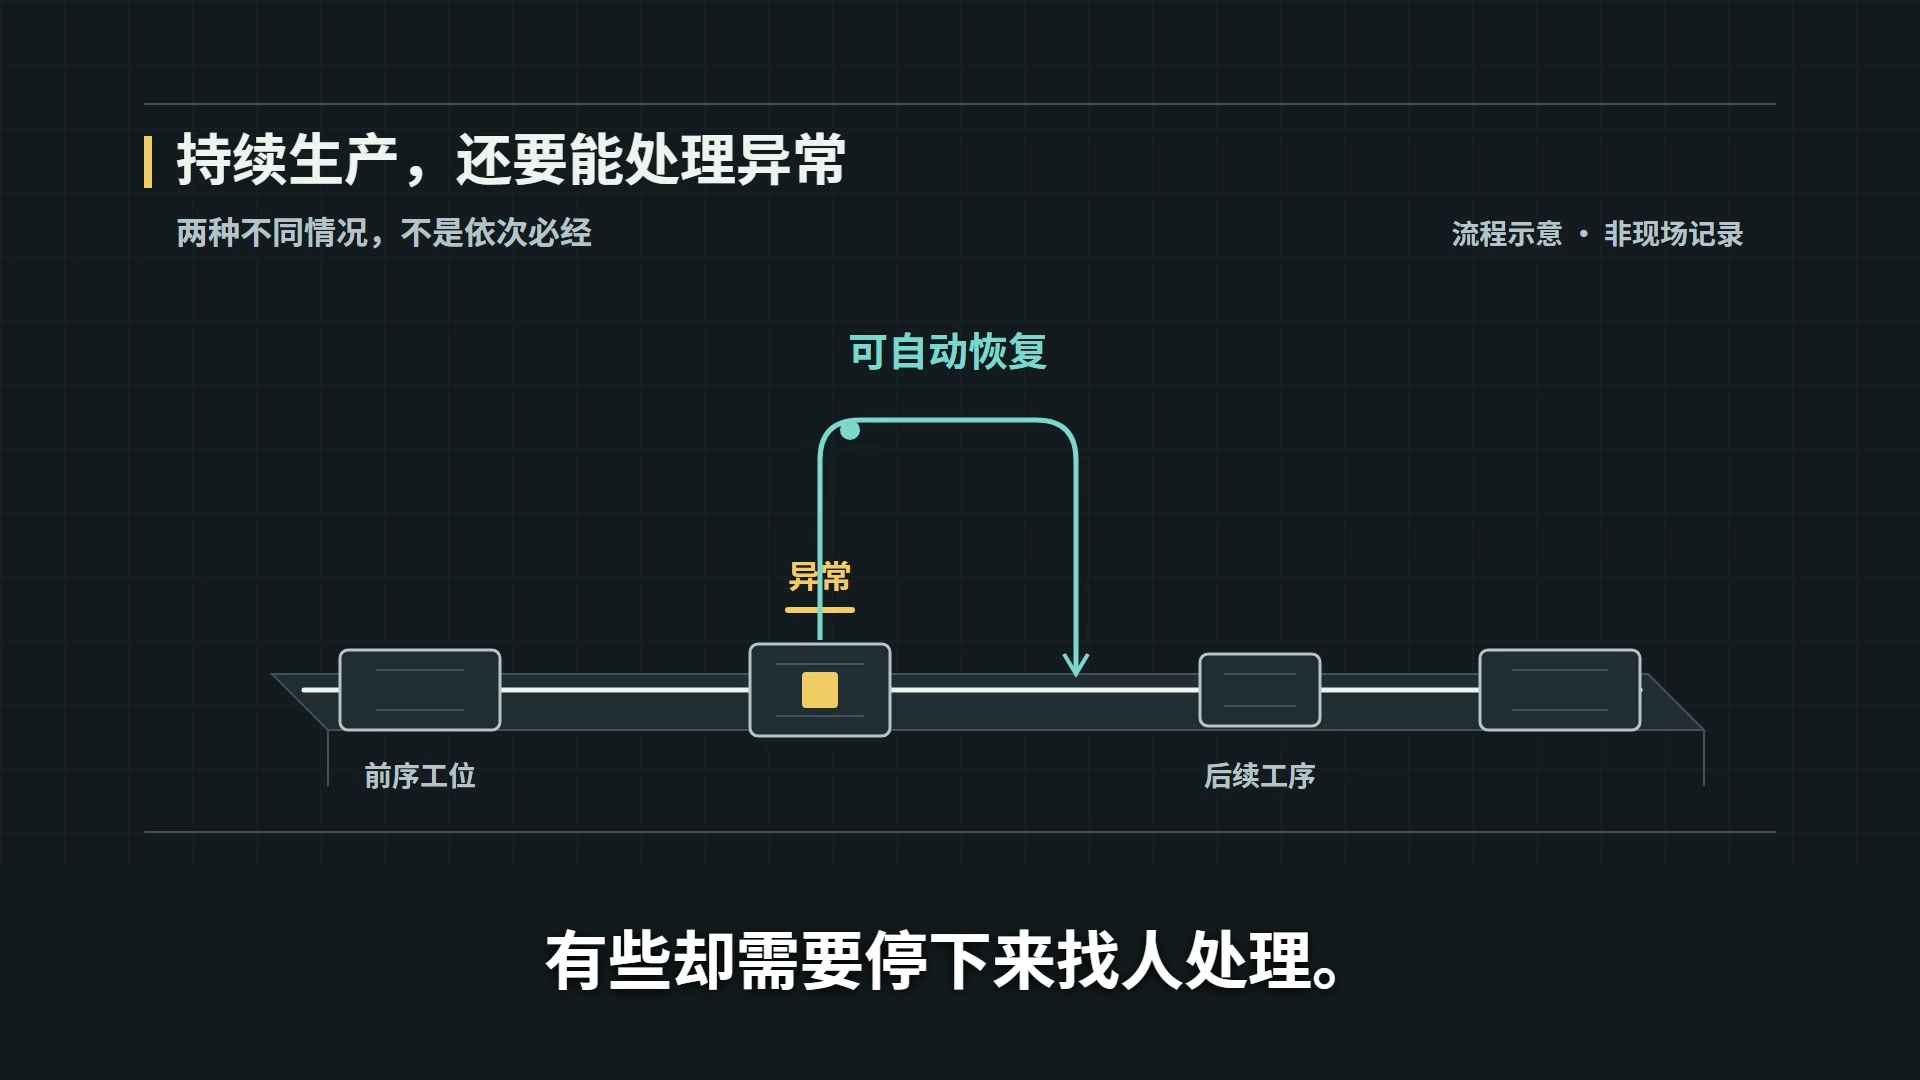 持续生产，还要能处理异常
两种不同情况，不是依次必经
流程示意 · 非现场记录
可自动恢复
异常
前序工位
后续工序
有些却需要停下来找人处理。